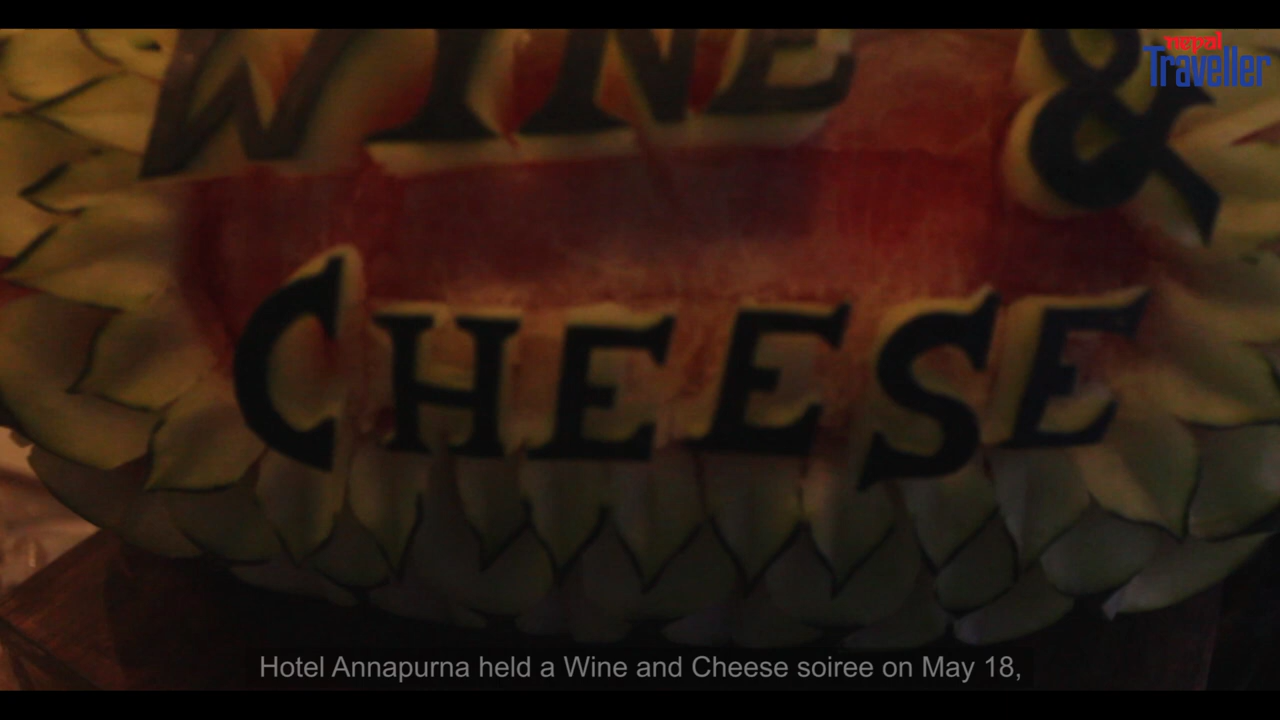 WINE &
nepal
Traveller
CHEESE
Hotel Annapurna held a Wine and Cheese soiree on May 18,